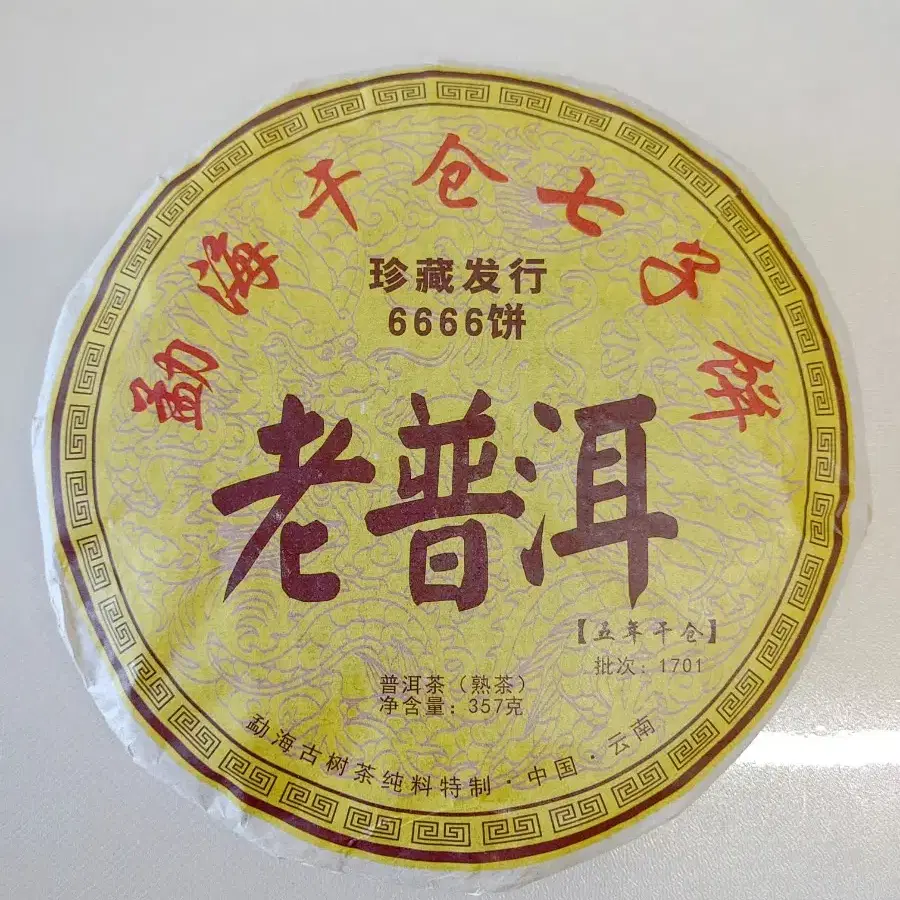 勐海干仓七子饼
珍藏发行
6666饼
老普洱
【五年干仓】
批次：1701
普洱茶（熟茶）
净含量：357克
勐海古树茶纯料特制·中国·云南